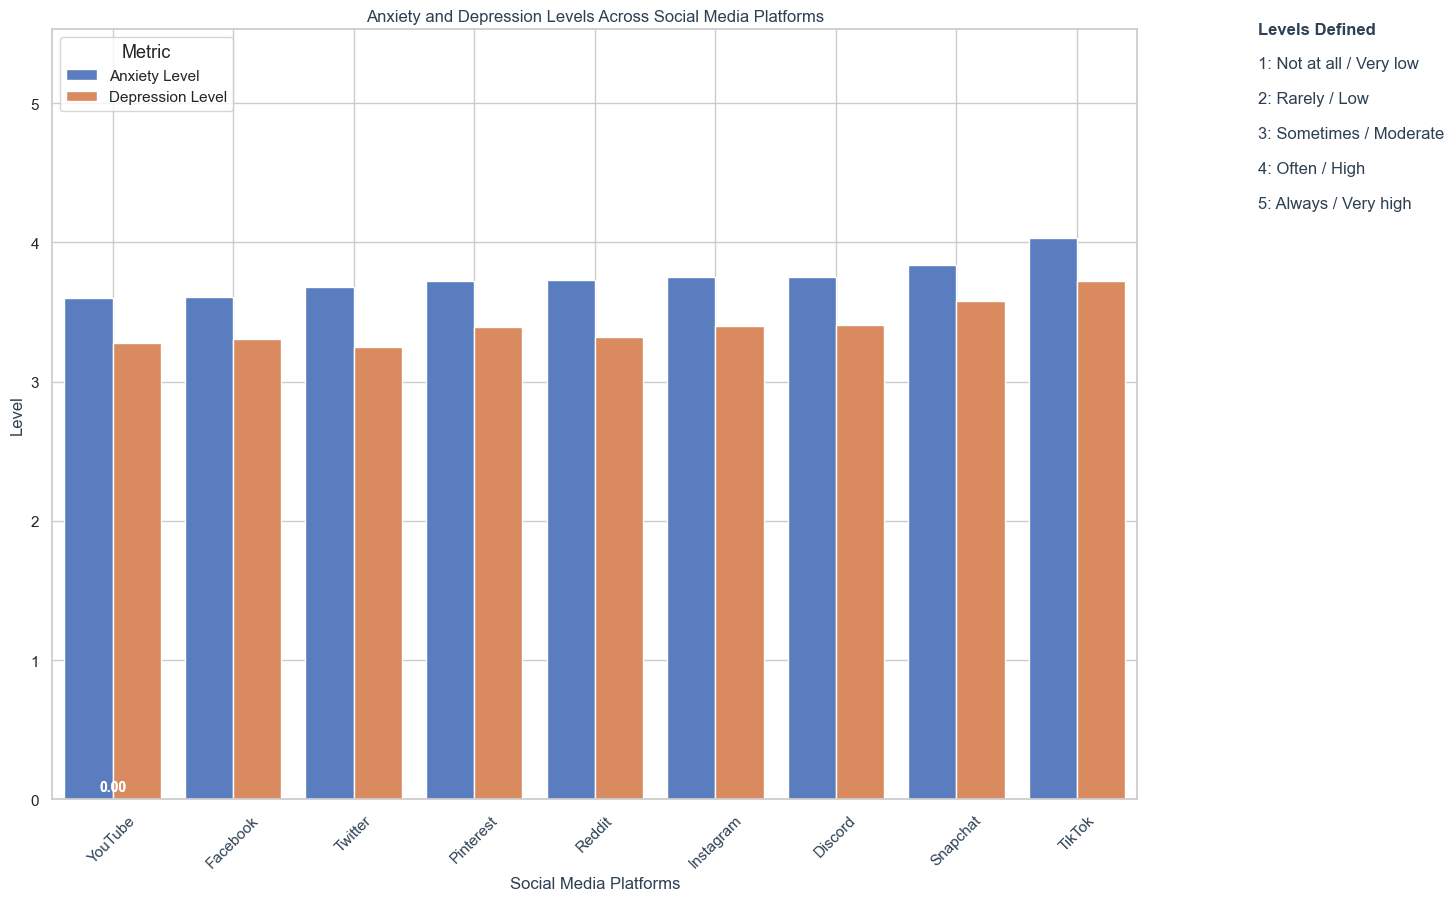 Anxiety and Depression Levels Across Social Media Platforms
Metric
Anxiety Level
Depression Level
Levels Defined
1: Not at all / Very low
2: Rarely / Low
3: Sometimes / Moderate
4: Often / High
5: Always / Very high
Level
5
4
3
2
1
0
0.00
YouTube
Facebook
Twitter
Pinterest
Reddit
Instagram
Discord
Snapchat
TikTok
Social Media Platforms